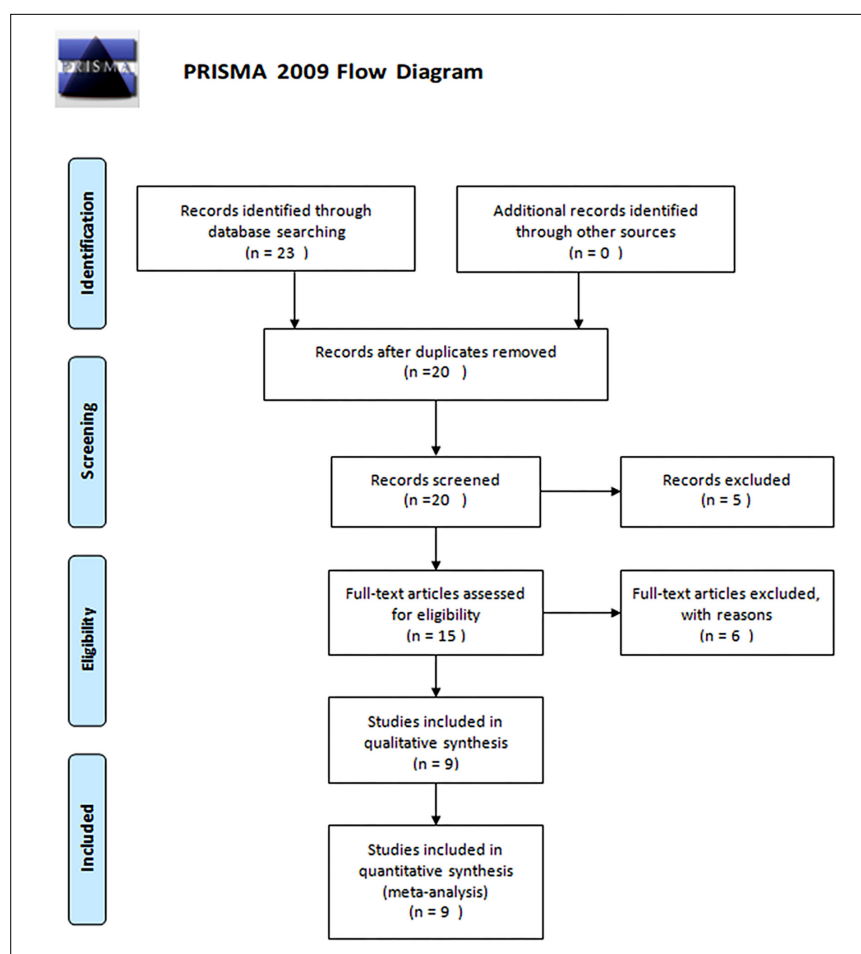 PRISMA
PRISMA 2009 Flow Diagram
Identification
Records identified through
database searching
(n = 23  )
Additional records identified
through other sources
(n = 0  )
Records after duplicates removed
(n =20  )
Screening
Records screened
(n =20  )
Records excluded
(n = 5  )
Eligibility
Full-text articles assessed
for eligibility
(n = 15 )
Full-text articles excluded,
with reasons
(n = 6  )
Studies included in
qualitative synthesis
(n = 9)
Included
Studies included in
quantitative synthesis
(meta-analysis)
(n = 9  )